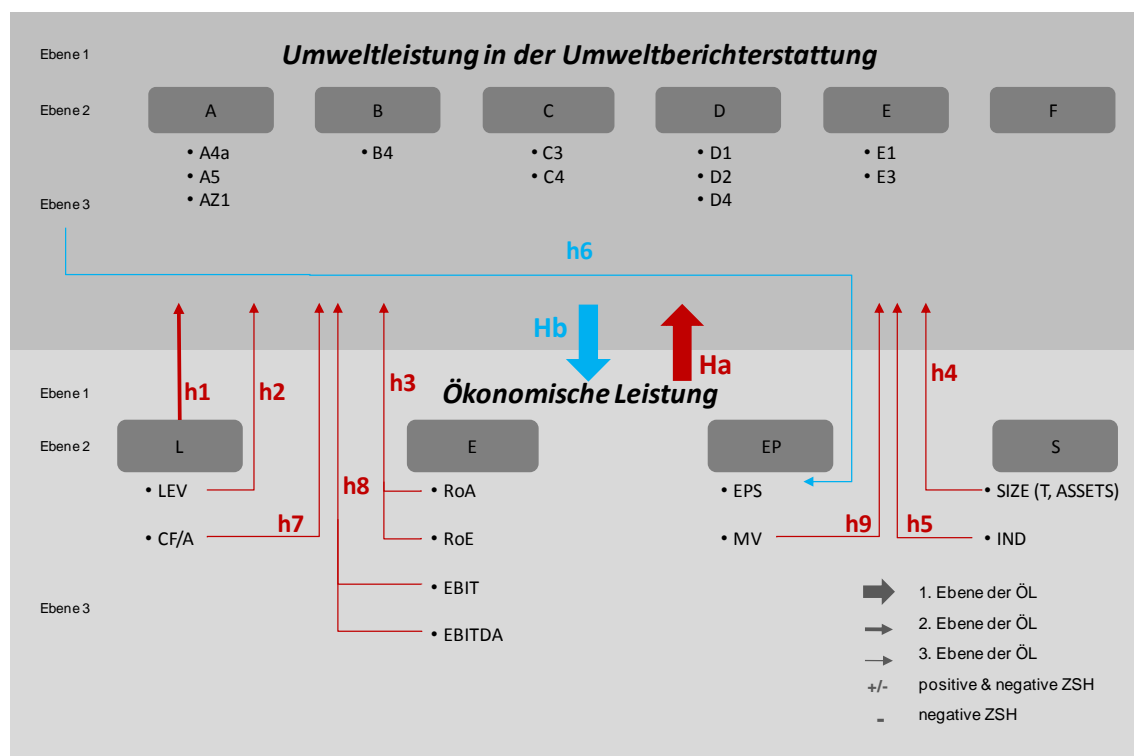 Ebene 1
Umweltleistung in der Umweltberichterstattung
Ebene 2
A
B
C
D
E
F
• A4a
• A5
• AZ1
• B4
• C3
• C4
• D1
• D2
• D4
• E1
• E3
Ebene 3
h6
Hb
Ha
h1
h2
h3
h4
Ebene 1
Ökonomische Leistung
Ebene 2
L
E
EP
S
• LEV
• CF/A
h7
h8
• RoA
• RoE
• EBIT
• EBITDA
• EPS
• MV
h9
h5
• SIZE (T, ASSETS)
• IND
Ebene 3
1. Ebene der ÖL
2. Ebene der ÖL
3. Ebene der ÖL
+/- positive & negative ZSH
- negative ZSH